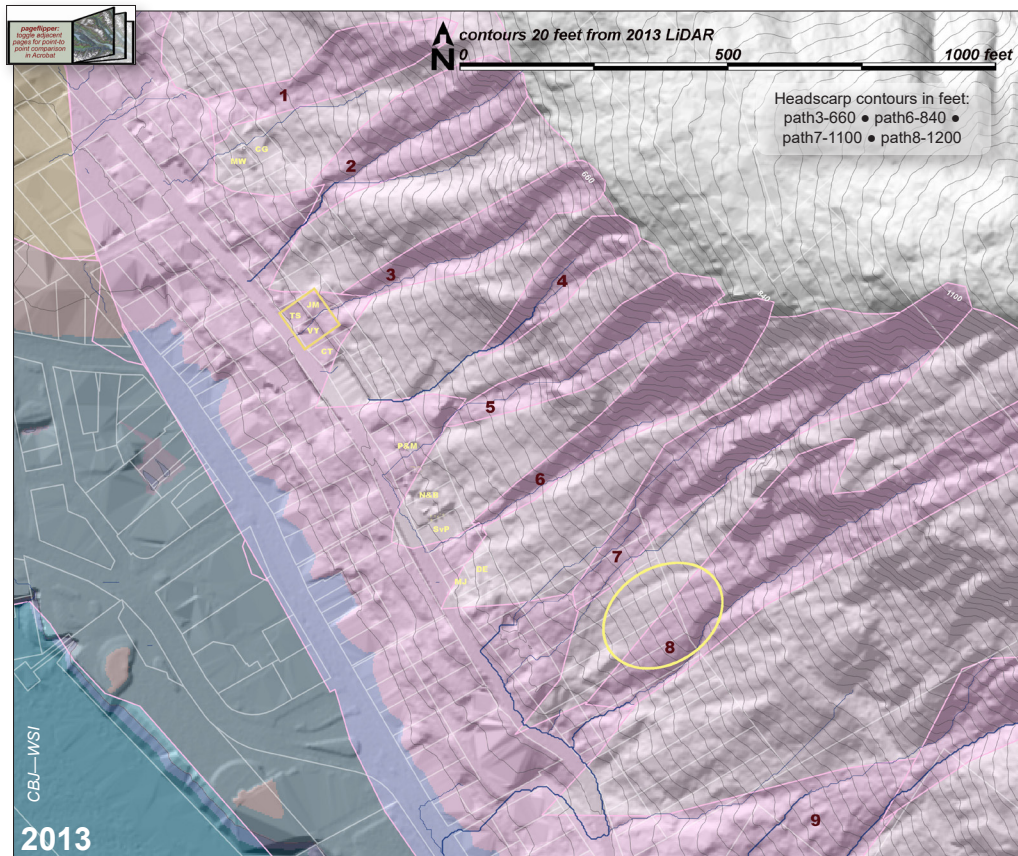 pageflipper:
toggle adjacent
pages for point-to
point comparison
in Acrobat
contours 20 feet from 2013 LiDAR
N
0 500 1000 feet
Headscarp contours in feet:
path3-660 ● path6-840 ●
path7-1100 ● path8-1200
1
CG
MW
2
660
3
4
JM
TS
VT
CT
840
1100
5
P&M
6
N&B
SvP
7
DE
MJ
8
CBJ—WSI
9
2013